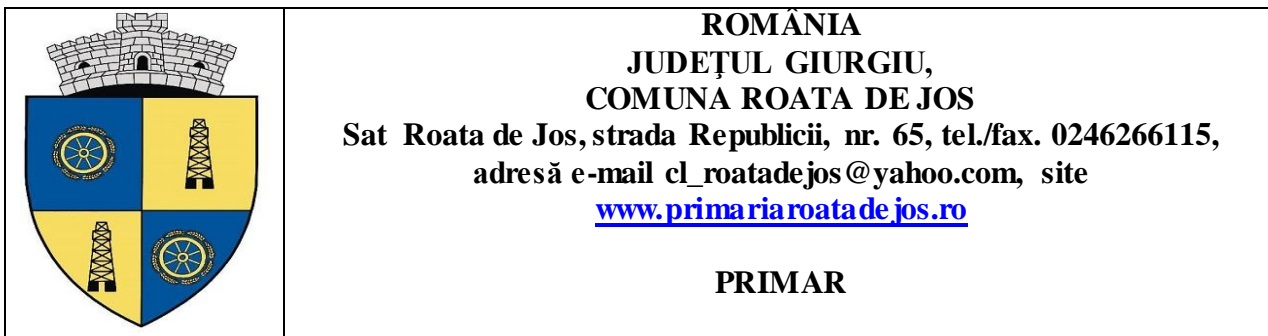 ROMÂNIA
JUDEŢUL GIURGIU,
COMUNA ROATA DE JOS
Sat Roata de Jos, strada Republicii, nr. 65, tel./fax. 0246266115,
adresă e-mail cl_roatadejos@yahoo.com, site
www.primariaroatadejos.ro
PRIMAR